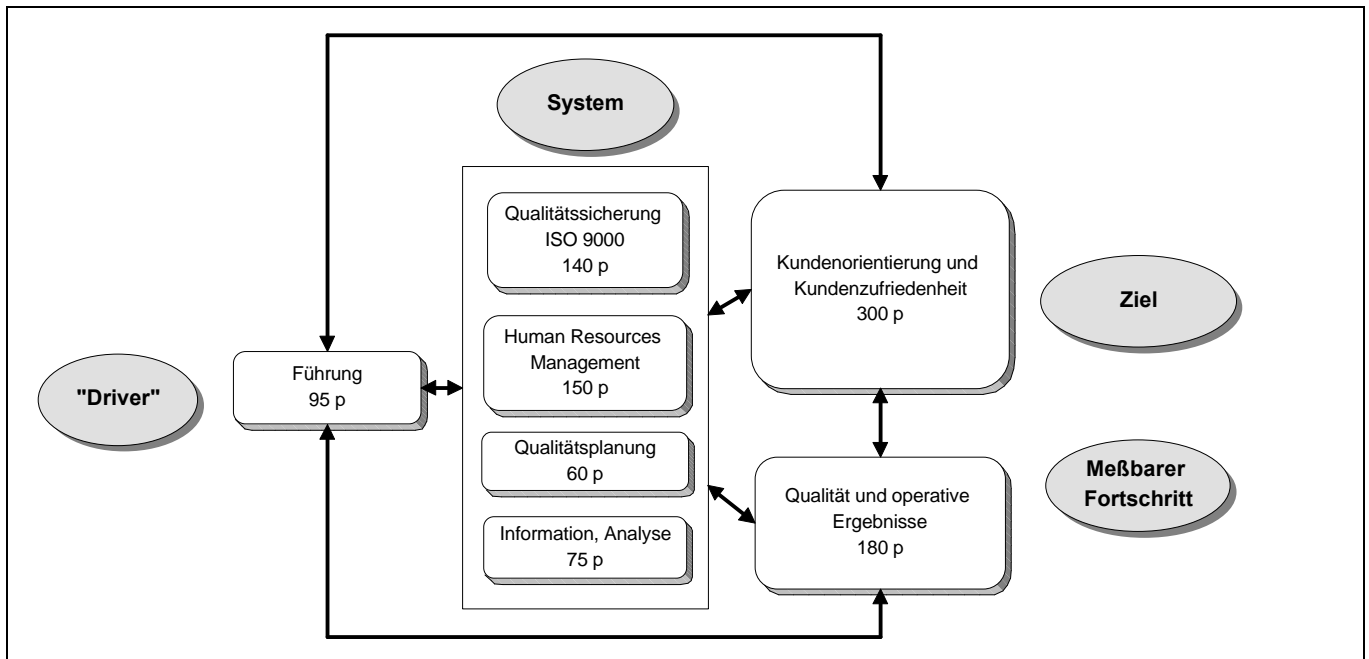 System
Qualitätssicherung
ISO 9000
140 p
Human Resources
Management
150 p
Qualitätsplanung
60 p
Information, Analyse
75 p
"Driver"
Führung
95 p
Kundenorientierung und
Kundenzufriedenheit
300 p
Ziel
Qualität und operative
Ergebnisse
180 p
Meßbarer
Fortschritt